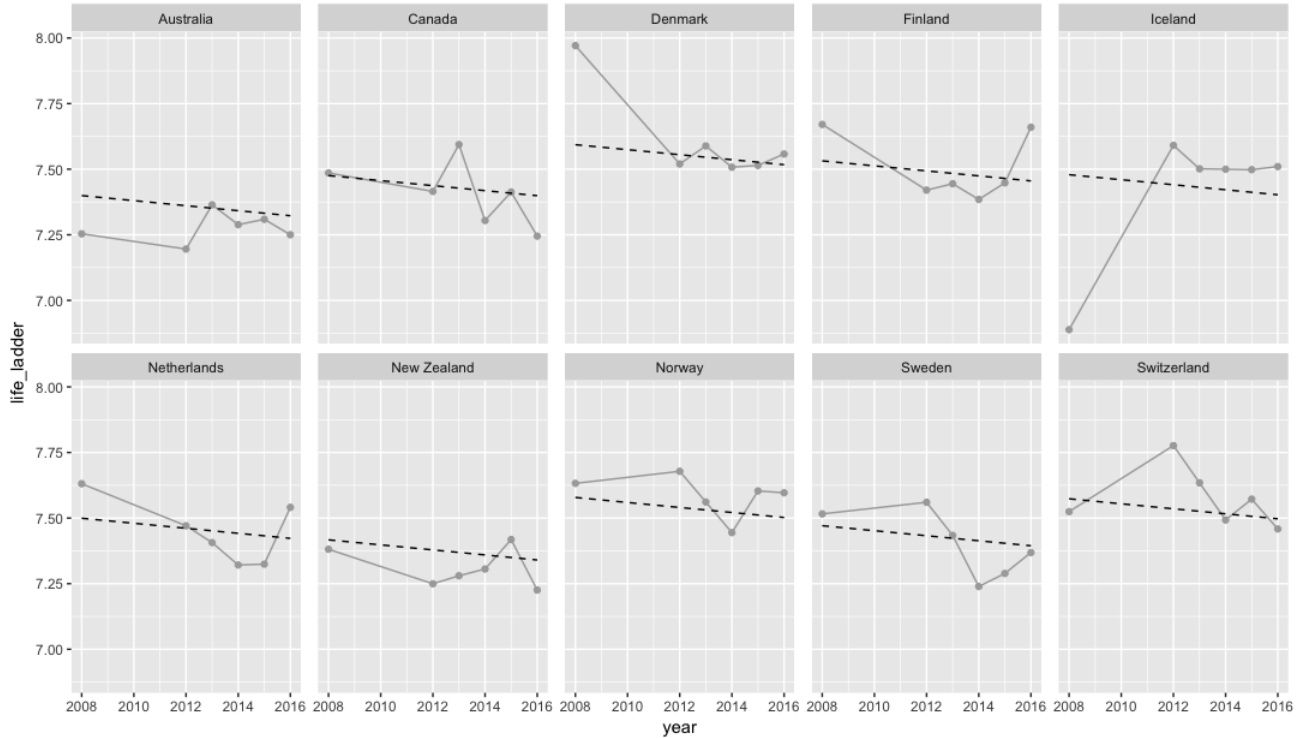 Australia Canada Denmark Finland Iceland
8.00
7.75
7.50
7.25
7.00
Netherlands New Zealand Norway Sweden Switzerland
8.00
7.75
7.50
7.25
7.00
life_ladder
2008 2010 2012 2014 2016 2008 2010 2012 2014 2016 2008 2010 2012 2014 2016 2008 2010 2012 2014 2016 2008 2010 2012 2014 2016
year